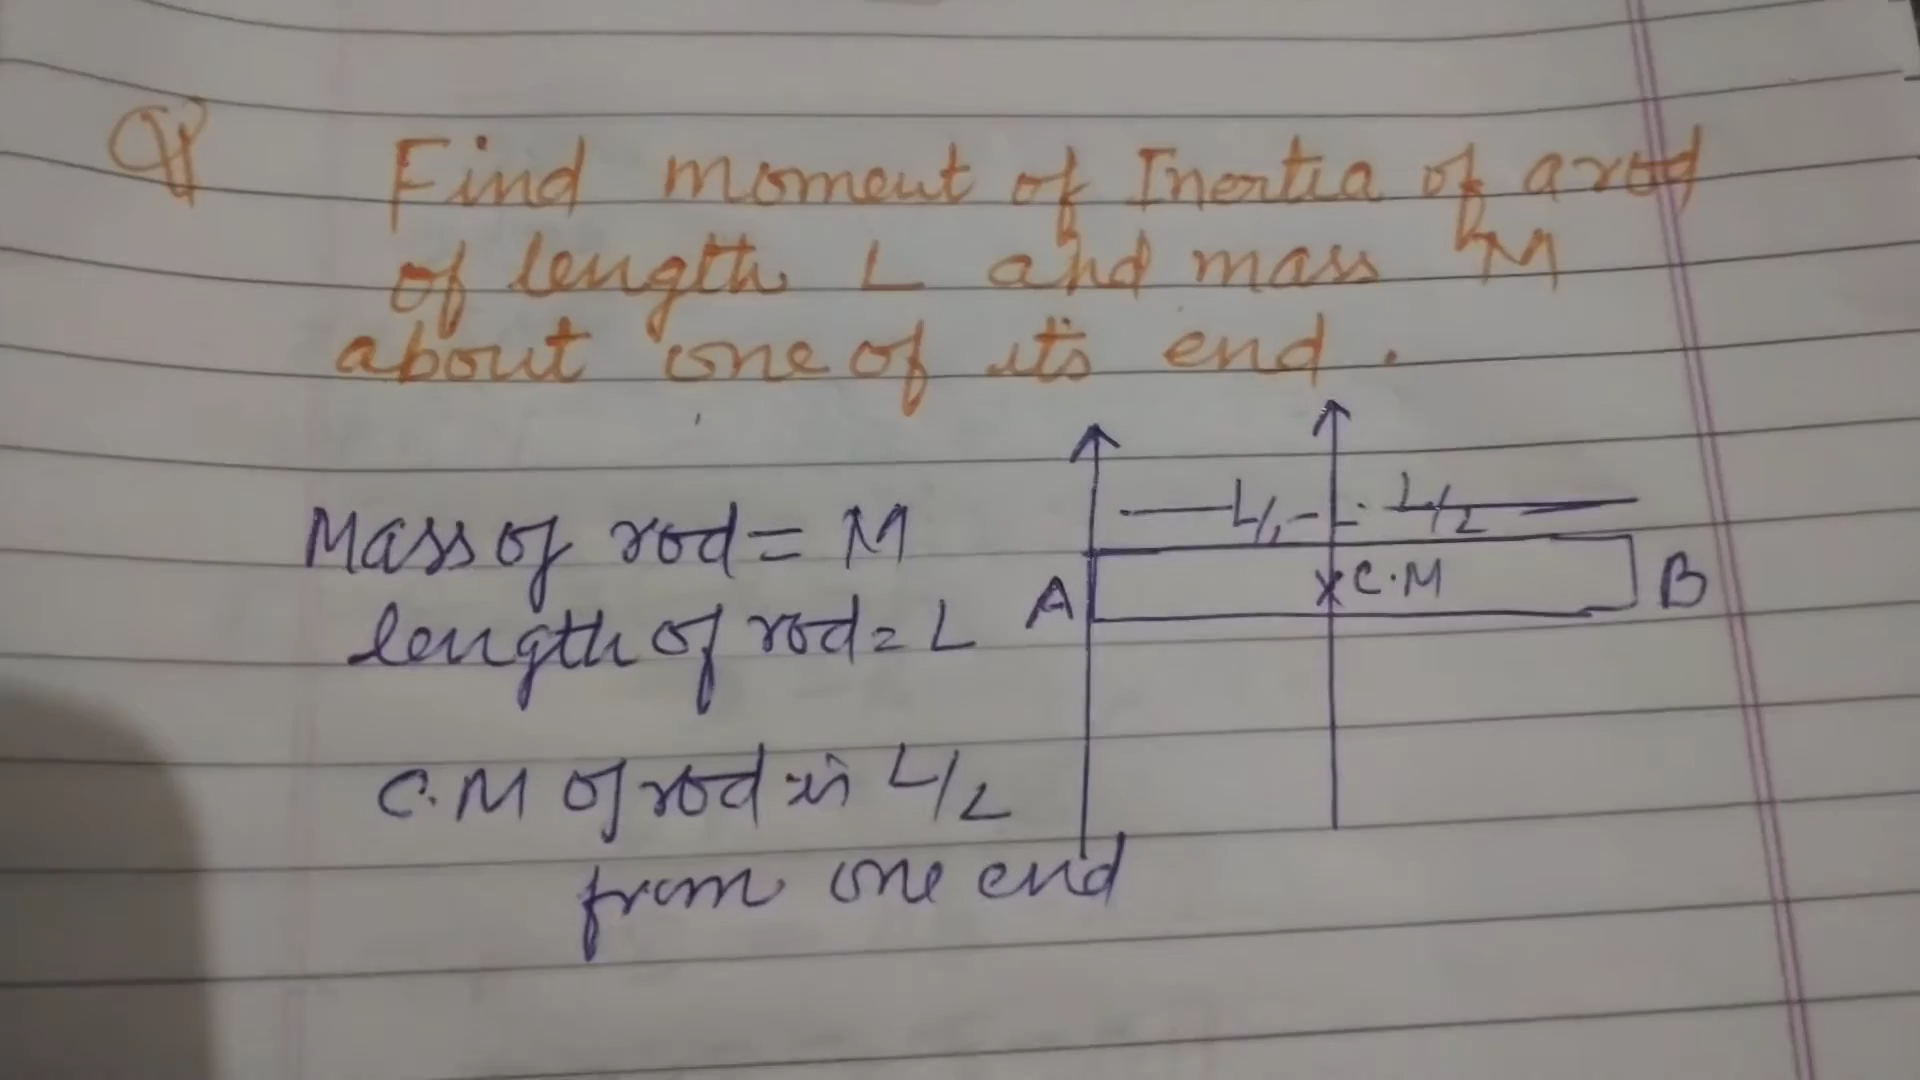 Q
Find moment of Inertia of a rod
of length L and mass M
about one of it's end.
Mass of rod = M
length of rod = L
C.M of rod is L/2
from one end
L/2
L/2
A
C.M
B